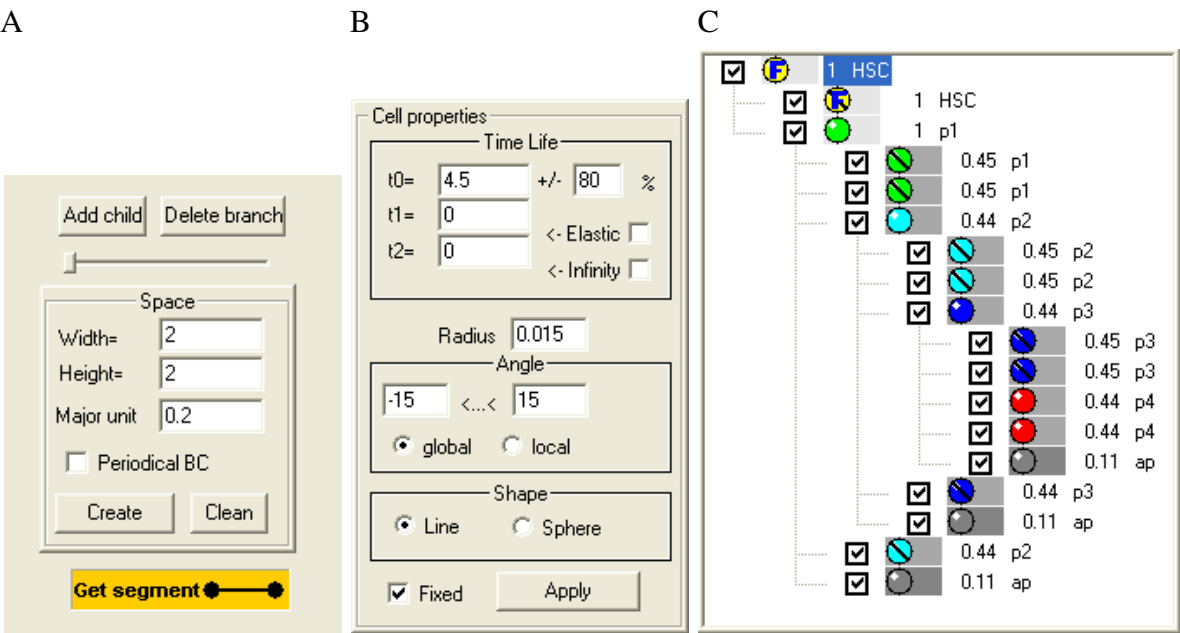 A
B
C
Add child
Delete branch
Space
Width= 2
Height= 2
Major unit 0.2
Periodical BC
Create
Clean
Get segment
Cell properties
Time Life
t0= 4.5 +/- 80 %
t1= 0
<- Elastic
t2= 0
<- Infinity
Radius 0.015
Angle
-15 <...< 15
global
local
Shape
Line
Sphere
Fixed
Apply
F 1 HSC
F 1 HSC
1 p1
0.45 p1
0.45 p1
0.44 p2
0.45 p2
0.45 p2
0.44 p3
0.45 p3
0.45 p3
0.44 p4
0.44 p4
0.11 ap
0.44 p3
0.11 ap
0.44 p2
0.11 ap